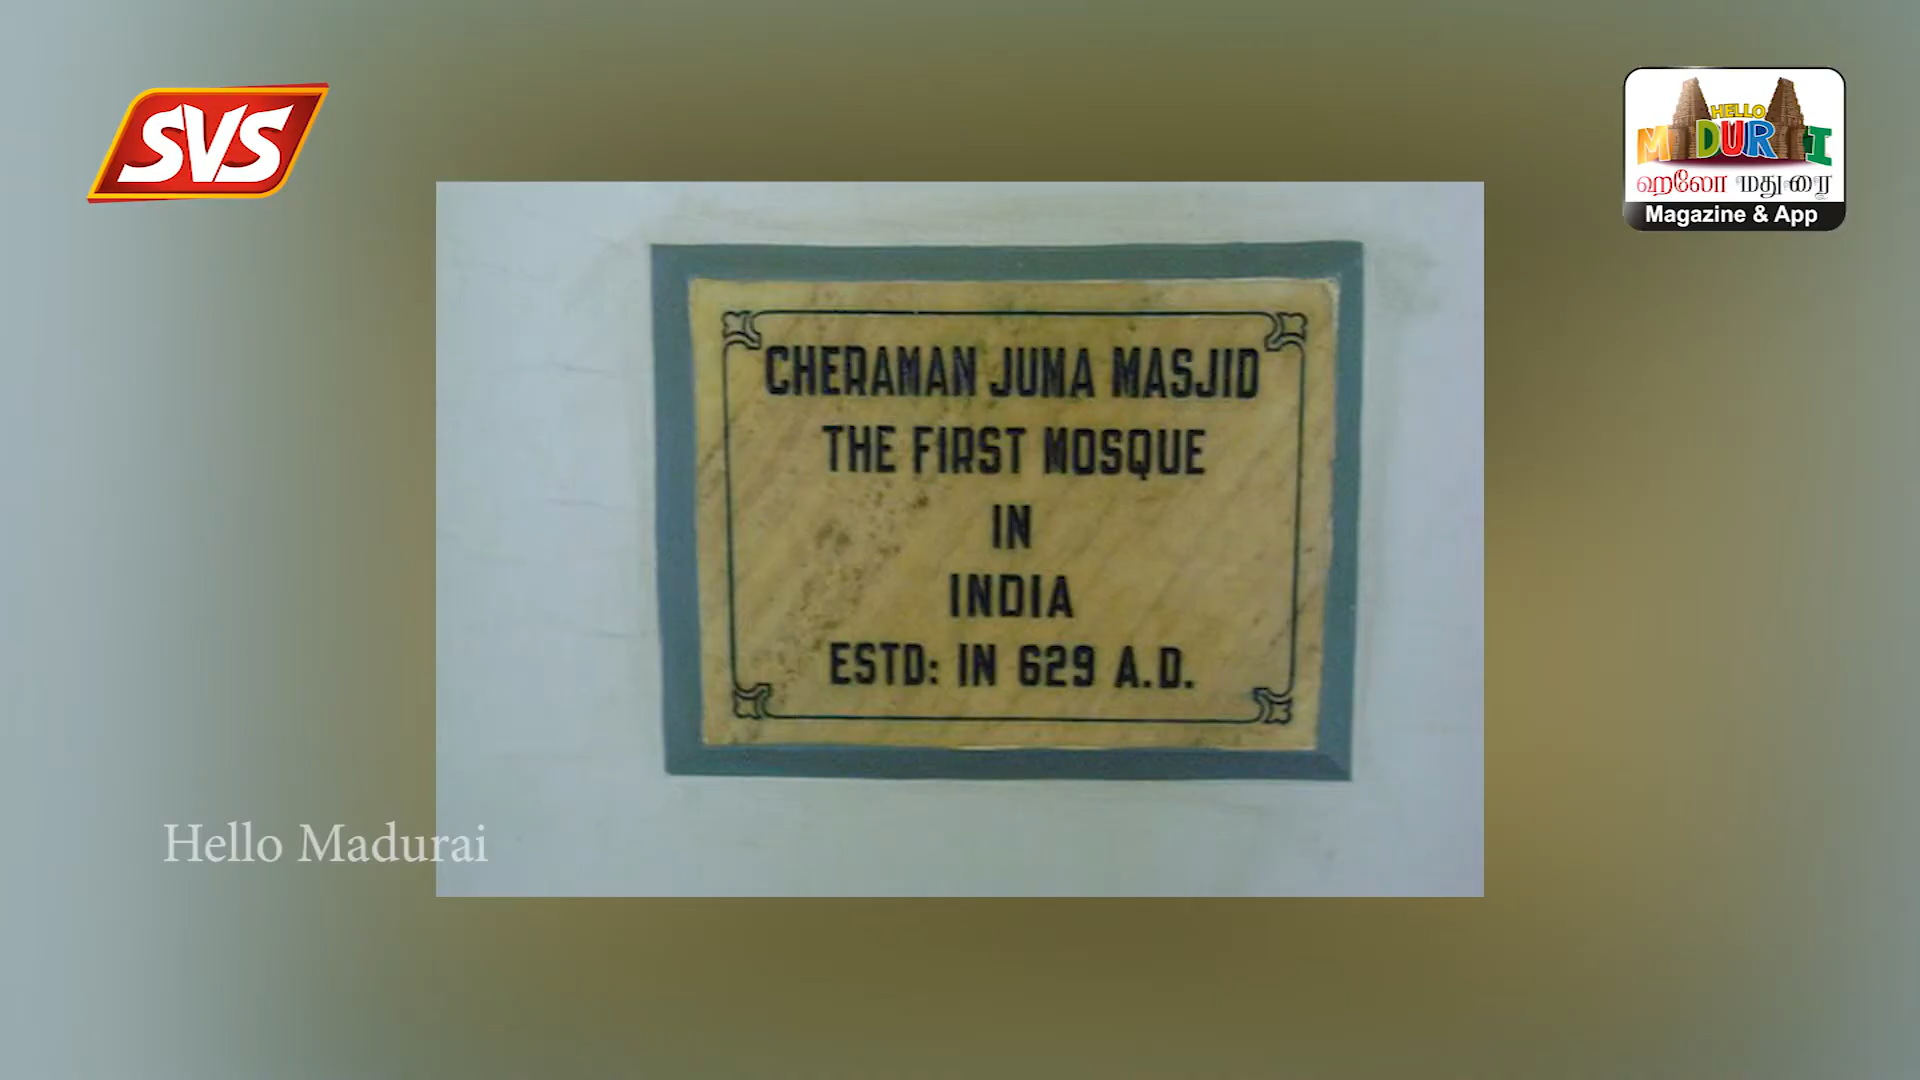 SVS
HELLO
MADURAI
ஹலோ மதுரை
Magazine & App
CHERAMAN JUMA MASJID
THE FIRST MOSQUE
IN
INDIA
ESTD: IN 629 A.D.
Hello Madurai